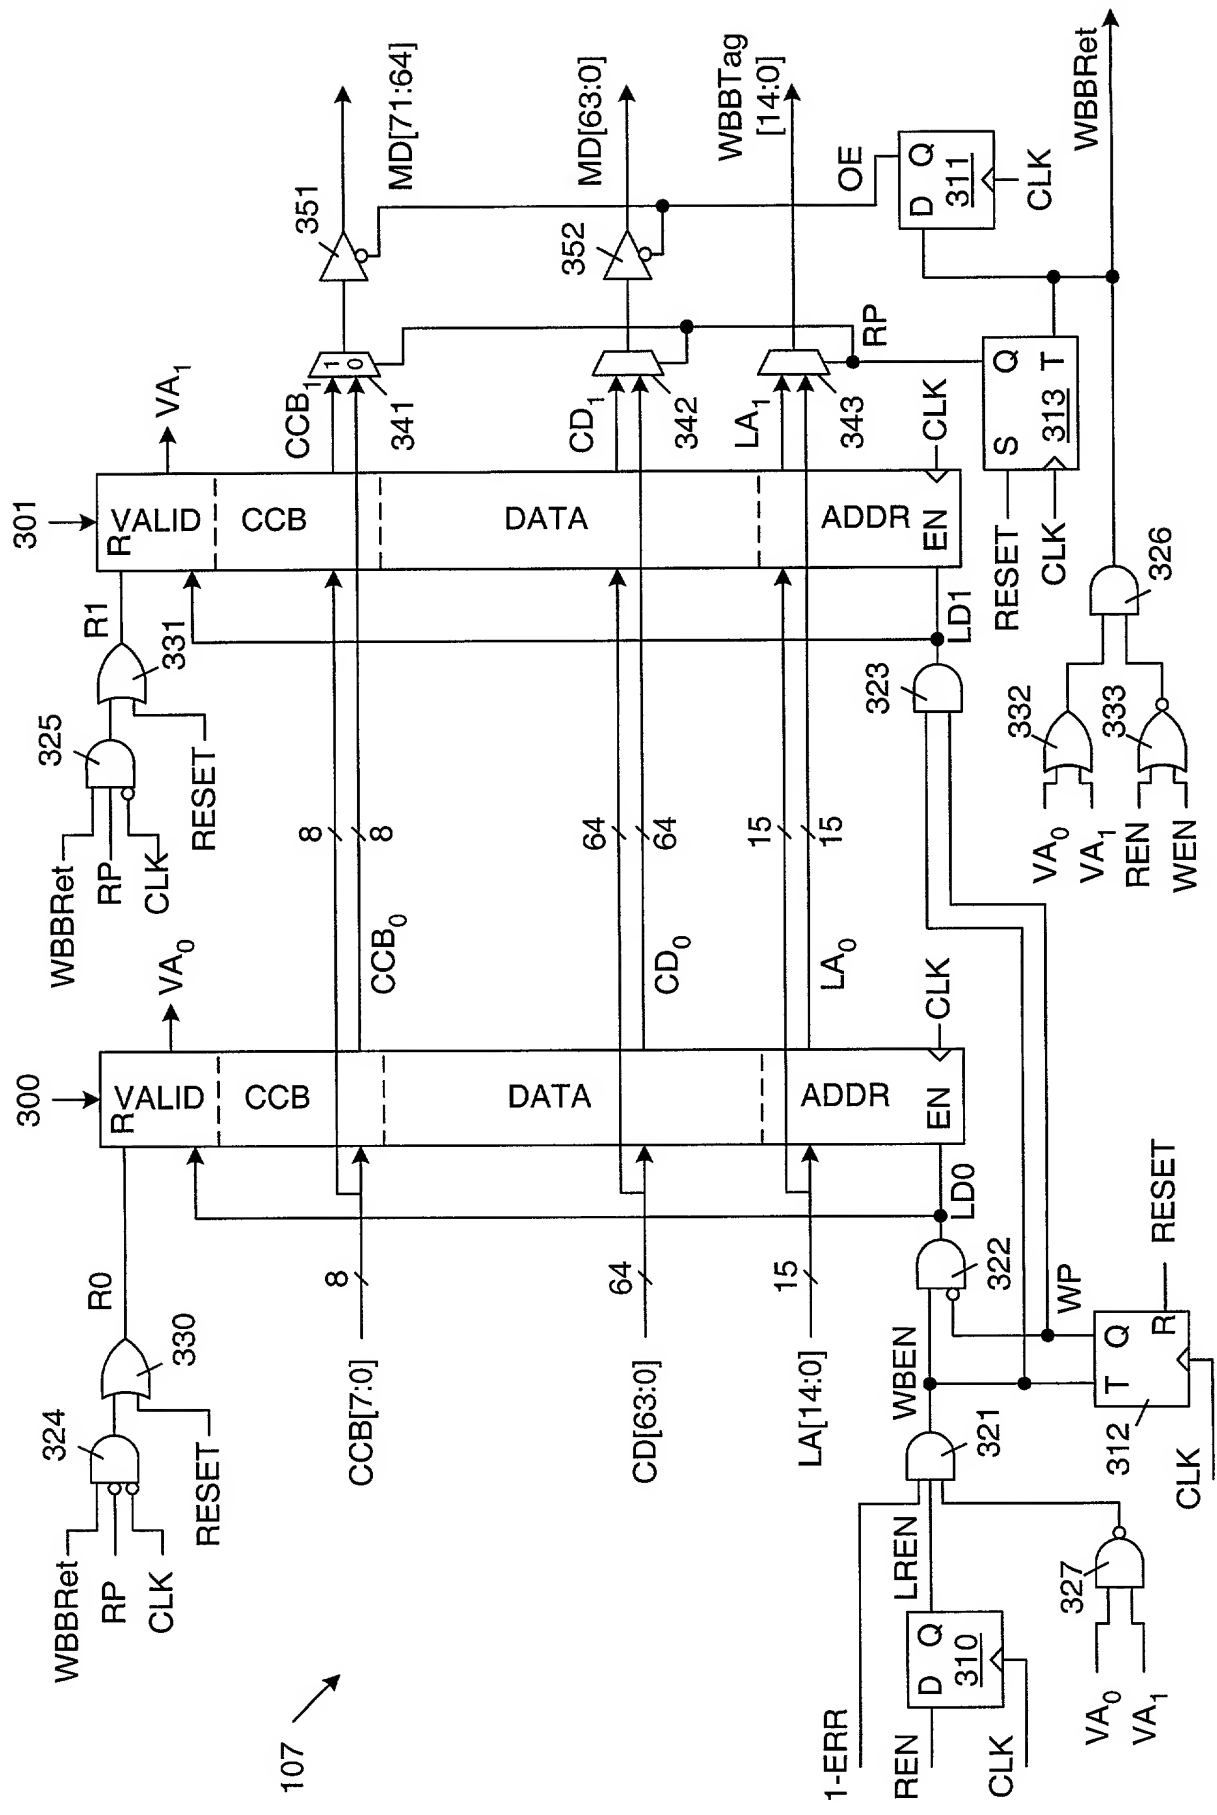 107
WBBRet
RP
CLK
324
RESET
330
R0
300
R
VALID
CCB
DATA
ADDR
EN
CLK
VA0
CCB[7:0]
8
CD[63:0]
64
LA[14:0]
15
1-ERR
REN
CLK
D Q
310
LREN
VA0
VA1
327
321
WBEN
322
LD0
T Q
R
312
CLK
RESET
WP
CCB0
CD0
LA0
8
8
64
64
15
15
WBBRet
RP
CLK
325
RESET
331
R1
301
R
VALID
CCB
DATA
ADDR
EN
CLK
VA1
323
LD1
CCB1
1
0
341
CD1
342
LA1
343
351
MD[71:64]
352
MD[63:0]
WBBTag
[14:0]
RP
OE
D Q
311
CLK
S Q
313
T
RESET
CLK
VA0
VA1
REN
WEN
332
333
326
WBBRet